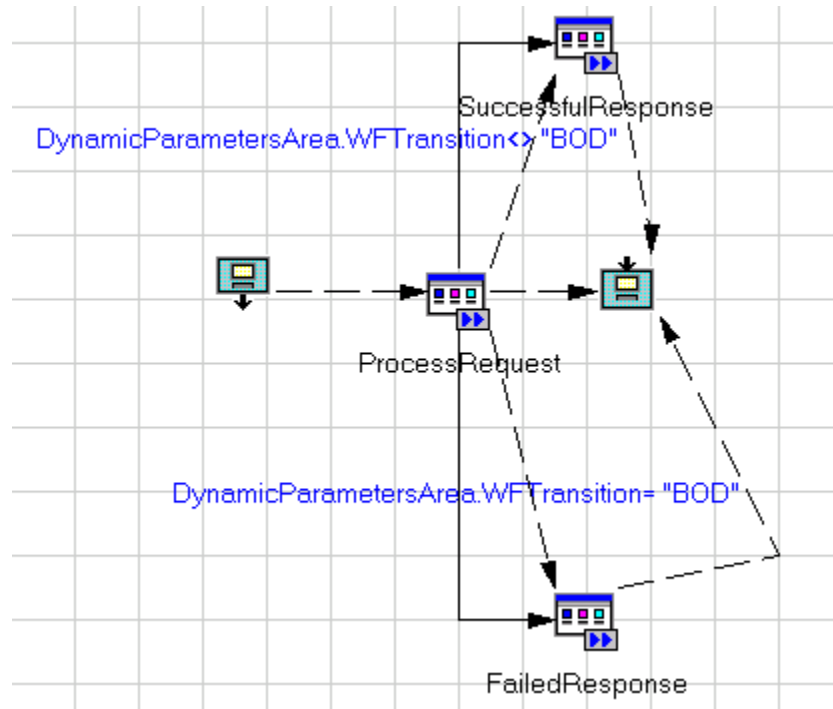 SuccessfulResponse
DynamicParametersArea.WFTransition<> "BOD"
ProcessRequest
DynamicParametersArea.WFTransition= "BOD"
FailedResponse